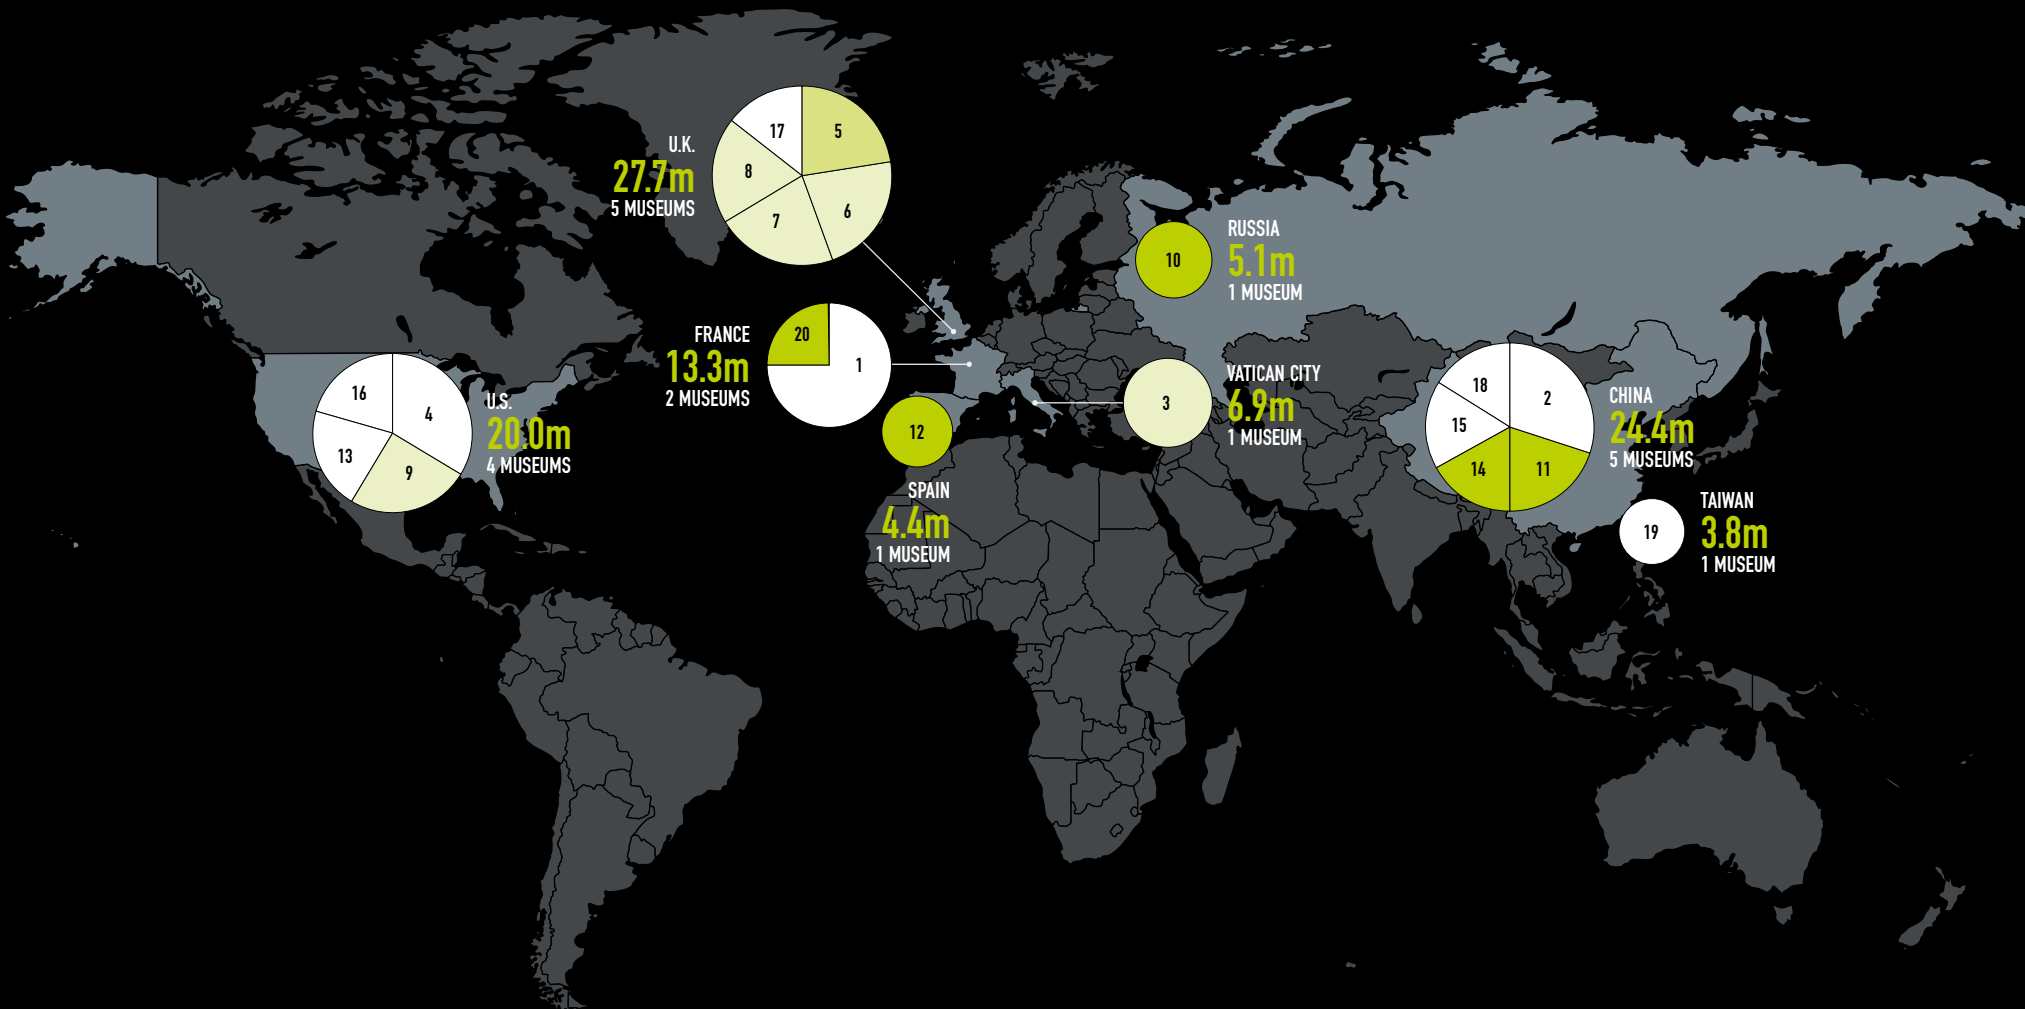 U.K.
27.7m
5 MUSEUMS
17
5
8
6
7
RUSSIA
5.1m
1 MUSEUM
10
FRANCE
13.3m
2 MUSEUMS
20
1
U.S.
20.0m
4 MUSEUMS
16
4
13
9
12
SPAIN
4.4m
1 MUSEUM
3
VATICAN CITY
6.9m
1 MUSEUM
18
2
15
14
11
CHINA
24.4m
5 MUSEUMS
19
TAIWAN
3.8m
1 MUSEUM